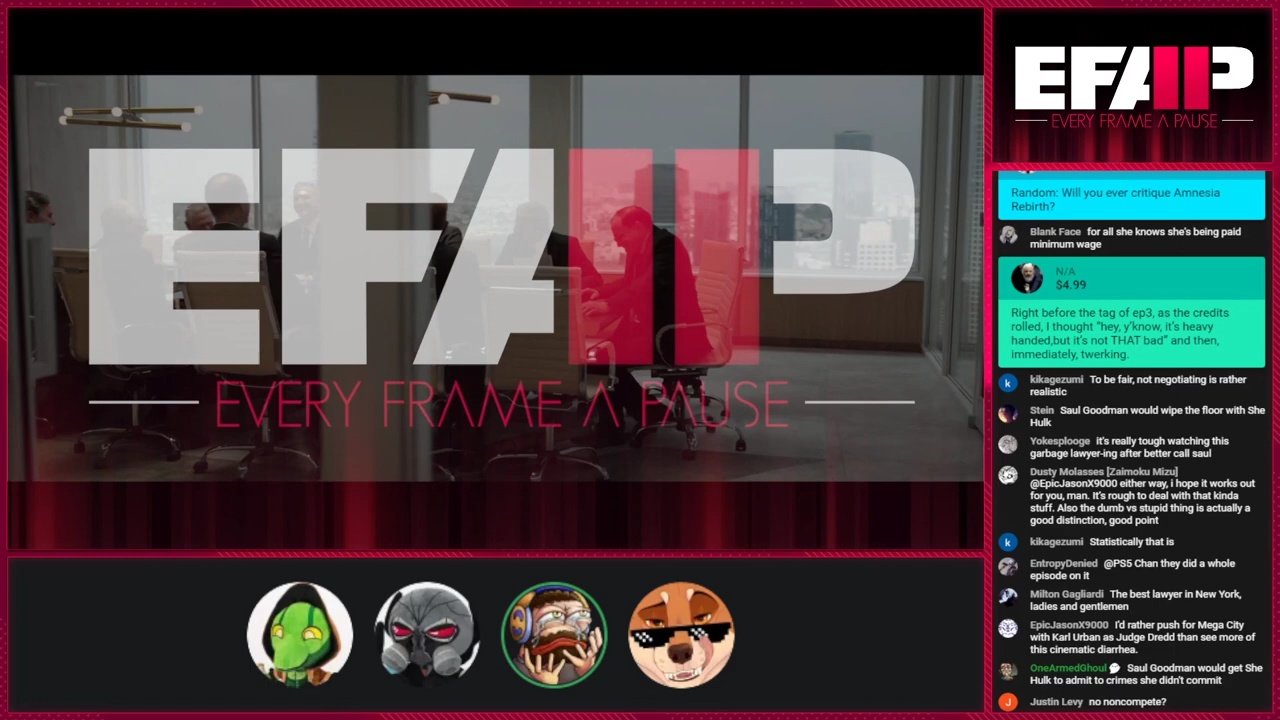 EFAP
EVERY FRAME A PAUSE
EFAP
EVERY FRAME A PAUSE
Random: Will you ever critique Amnesia
Rebirth?
Blank Face for all she knows she's being paid
minimum wage
N/A
$4.99
Right before the tag of ep3, as the credits
rolled, I thought "hey, y'know, it's heavy
handed,but it's not THAT bad" and then,
immediately, twerking.
k kikagezumi To be fair, not negotiating is rather
realistic
Stein Saul Goodman would wipe the floor with She
Hulk
Yokesplooge it's really tough watching this
garbage lawyer-ing after better call saul
Dusty Molasses [Zaimoku Mizu]
@EpicJasonX9000 either way, i hope it works out
for you, man. It's rough to deal with that kinda
stuff. Also the dumb vs stupid thing is actually a
good distinction, good point
k kikagezumi Statistically that is
EntropyDenied @PS5 Chan they did a whole
episode on it
Milton Gagliardi The best lawyer in New York,
ladies and gentlemen
EpicJasonX9000 I'd rather push for Mega City
with Karl Urban as Judge Dredd than see more of
this cinematic diarrhea.
OneArmedGhoul Saul Goodman would get She
Hulk to admit to crimes she didn't commit
J Justin Levy no noncompete?